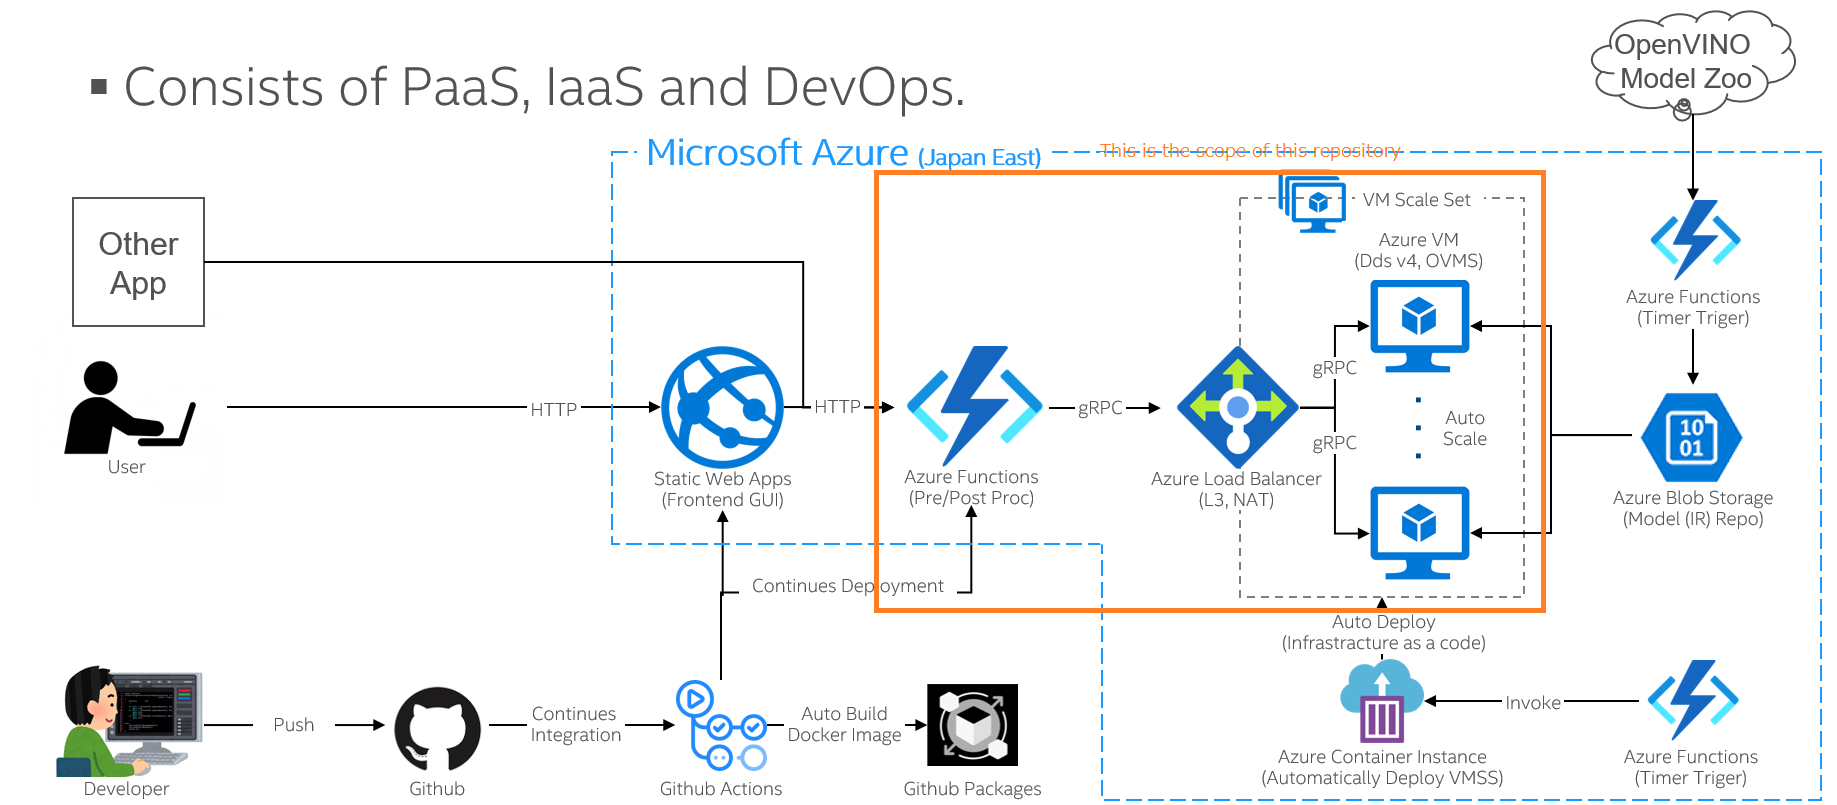 OpenVINO
Model Zoo
▪ Consists of PaaS, IaaS and DevOps.
Microsoft Azure (Japan East)
This is the scope of this repository
VM Scale Set
Other
App
Azure VM
(Dds v4, OVMS)
Azure Functions
(Timer Triger)
gRPC
HTTP
HTTP
gRPC
Auto
Scale
gRPC
10
01
User
Static Web Apps
(Frontend GUI)
Azure Functions
(Pre/Post Proc)
Azure Load Balancer
(L3, NAT)
Azure Blob Storage
(Model (IR) Repo)
Continues Deployment
Auto Deploy
(Infrastracture as a code)
Push
Continues
Integration
Auto Build
Docker Image
Invoke
Developer
Github
Github Actions
Github Packages
Azure Container Instance
(Automatically Deploy VMSS)
Azure Functions
(Timer Triger)